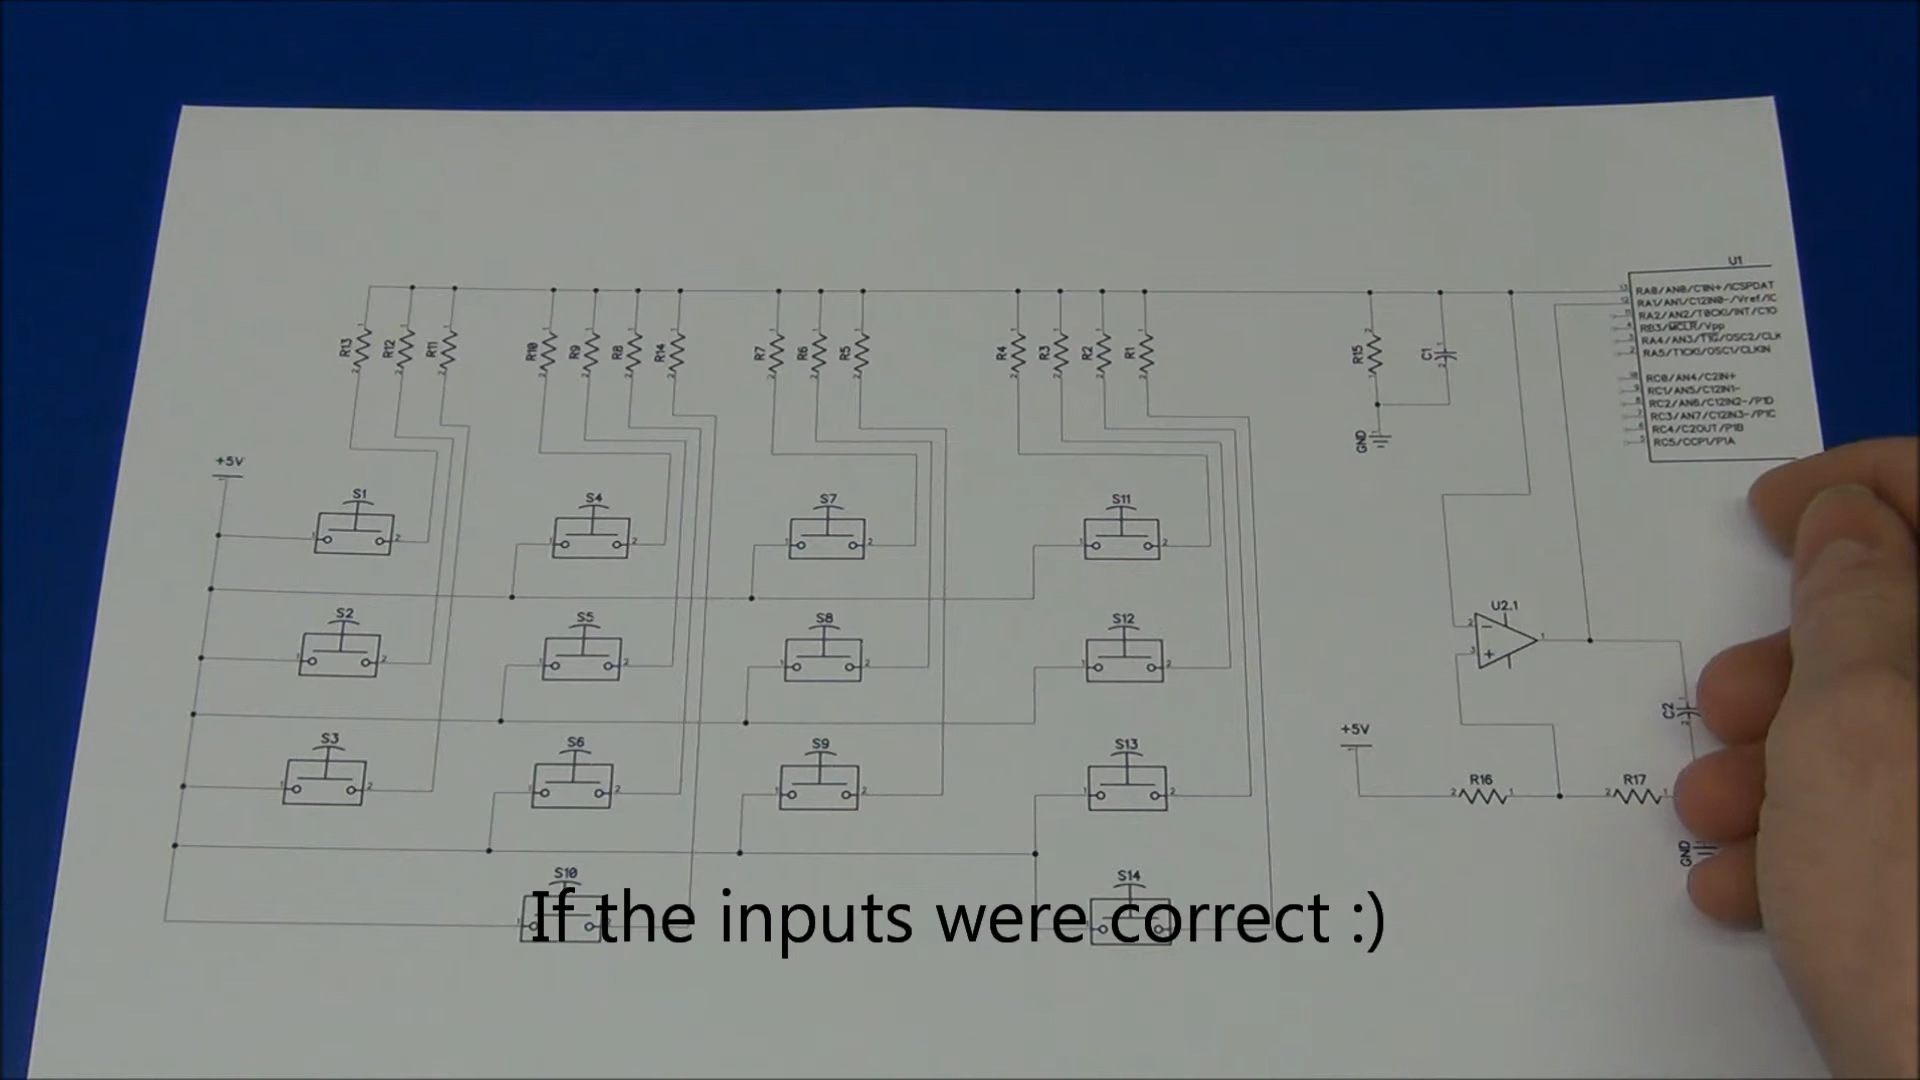 U1
RA0/AN0/C1IN+/ICSPDAT
RA1/AN1/C12IN0-/Vref/IC
RA2/AN2/T0CKI/INT/C1O
RB3/MCLR/Vpp
RA4/AN3/T1G/OSC2/CLK
RA5/T1CKI/OSC1/CLKIN
RC0/AN4/C2IN+
RC1/AN5/C12IN1-
RC2/AN6/C12IN2-/P1D
RC3/AN7/C12IN3-/P1C
RC4/C2OUT/P1B
RC5/CCP1/P1A
R13 R12 R11 R10 R9 R8 R14 R7 R6 R5 R4 R3 R2 R1 R15 C1
GND
+5V
S1 S4 S7 S11
S2 S5 S8 S12
U2.1
C2
S3 S6 S9 S13
+5V
R16 R17
GND
S10 S14
If the inputs were correct :)